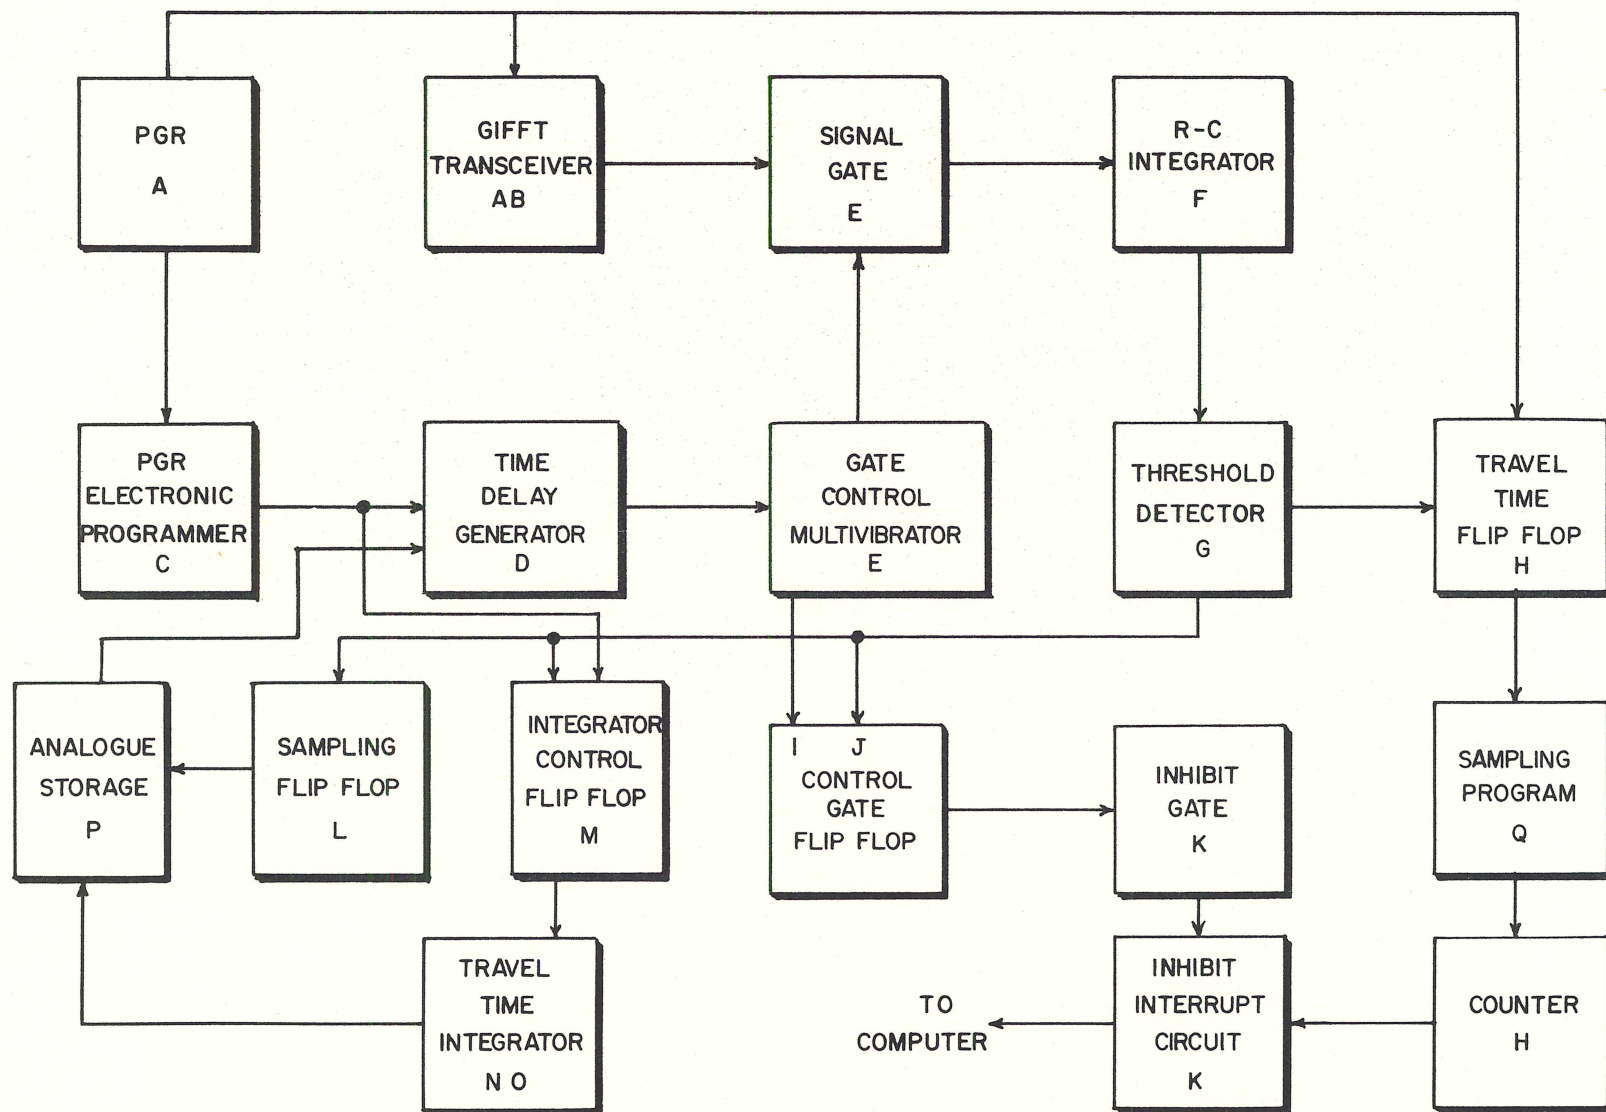 PGR
A
GIFFT
TRANSCEIVER
AB
SIGNAL
GATE
E
R-C
INTEGRATOR
F
PGR
ELECTRONIC
PROGRAMMER
C
TIME
DELAY
GENERATOR
D
GATE
CONTROL
MULTIVIBRATOR
E
THRESHOLD
DETECTOR
G
TRAVEL
TIME
FLIP FLOP
H
ANALOGUE
STORAGE
P
SAMPLING
FLIP FLOP
L
INTEGRATOR
CONTROL
FLIP FLOP
M
I J
CONTROL
GATE
FLIP FLOP
INHIBIT
GATE
K
SAMPLING
PROGRAM
Q
TRAVEL
TIME
INTEGRATOR
N O
TO
COMPUTER
INHIBIT
INTERRUPT
CIRCUIT
K
COUNTER
H